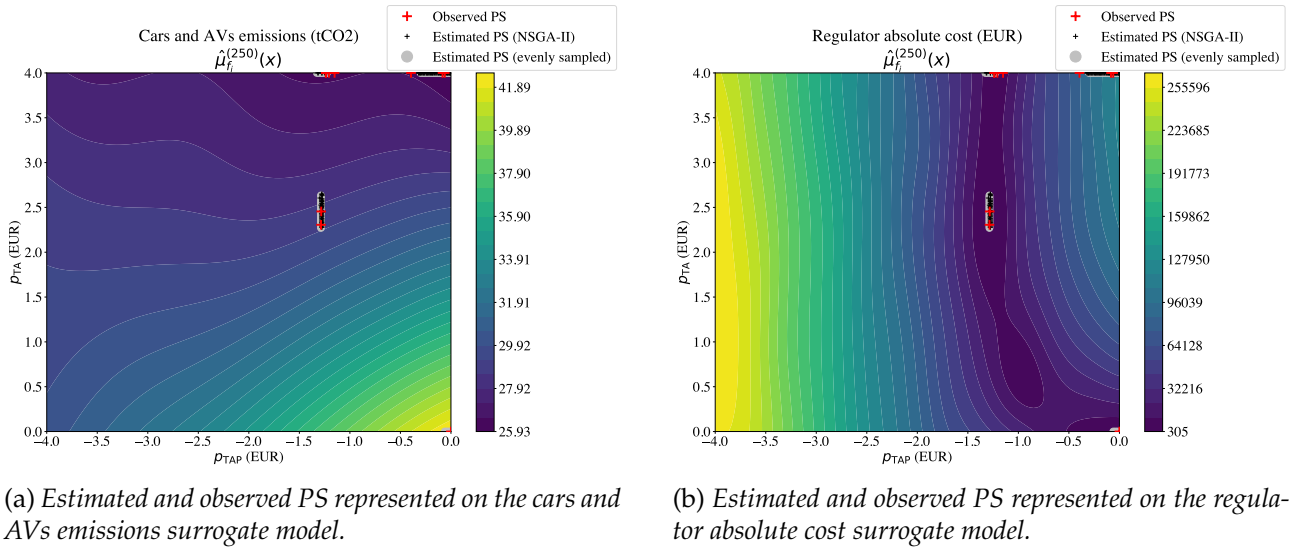 Cars and AVs emissions (tCO2)
μ̂_{f_i}^{(250)}(x)
Observed PS
Estimated PS (NSGA-II)
Estimated PS (evenly sampled)
4.0
3.5
3.0
2.5
2.0
1.5
1.0
0.5
0.0
p_TA (EUR)
−4.0 −3.5 −3.0 −2.5 −2.0 −1.5 −1.0 −0.5 0.0
p_TAP (EUR)
41.89
39.89
37.90
35.90
33.91
31.91
29.92
27.92
25.93
Regulator absolute cost (EUR)
μ̂_{f_i}^{(250)}(x)
Observed PS
Estimated PS (NSGA-II)
Estimated PS (evenly sampled)
4.0
3.5
3.0
2.5
2.0
1.5
1.0
0.5
0.0
p_TA (EUR)
−4.0 −3.5 −3.0 −2.5 −2.0 −1.5 −1.0 −0.5 0.0
p_TAP (EUR)
255596
223685
191773
159862
127950
96039
64128
32216
305
(a) Estimated and observed PS represented on the cars and
AVs emissions surrogate model.
(b) Estimated and observed PS represented on the regula-
tor absolute cost surrogate model.